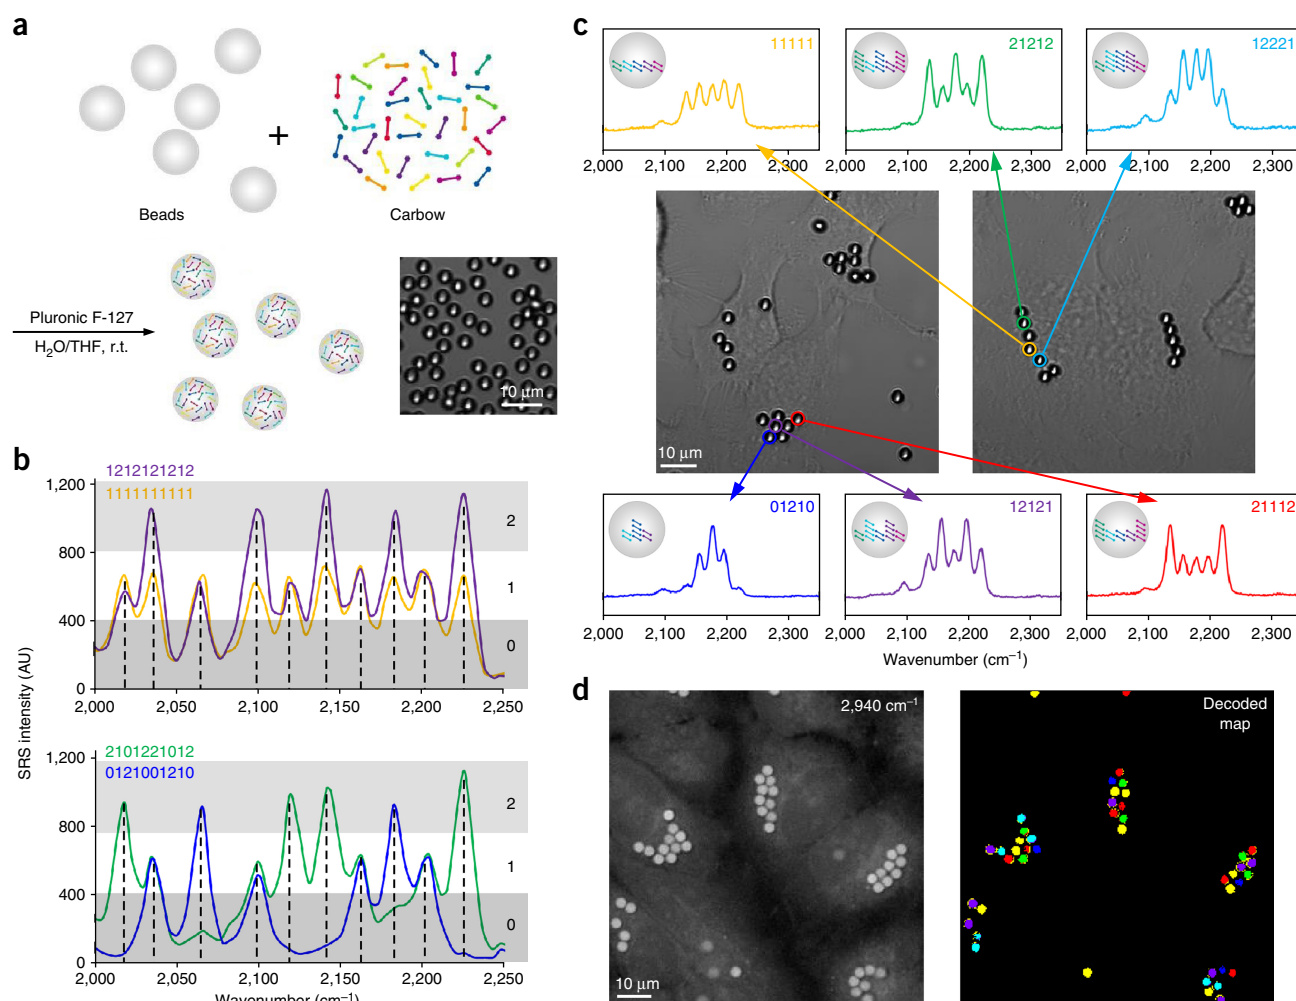 a
Beads
Carbow
+
Pluronic F-127
H₂O/THF, r.t.
10 μm
b
1212121212
1111111111
1,200
800
400
0
2
1
0
2,000 2,050 2,100 2,150 2,200 2,250
SRS intensity (AU)
2101221012
0121001210
1,200
800
400
0
2
1
0
2,000 2,050 2,100 2,150 2,200 2,250
Wavenumber (cm⁻¹)
c
11111
21212
12221
2,000 2,100 2,200 2,300
2,000 2,100 2,200 2,300
2,000 2,100 2,200 2,300
10 μm
01210
12121
21112
2,000 2,100 2,200 2,300
2,000 2,100 2,200 2,300
2,000 2,100 2,200 2,300
Wavenumber (cm⁻¹)
d
2,940 cm⁻¹
10 μm
Decoded
map